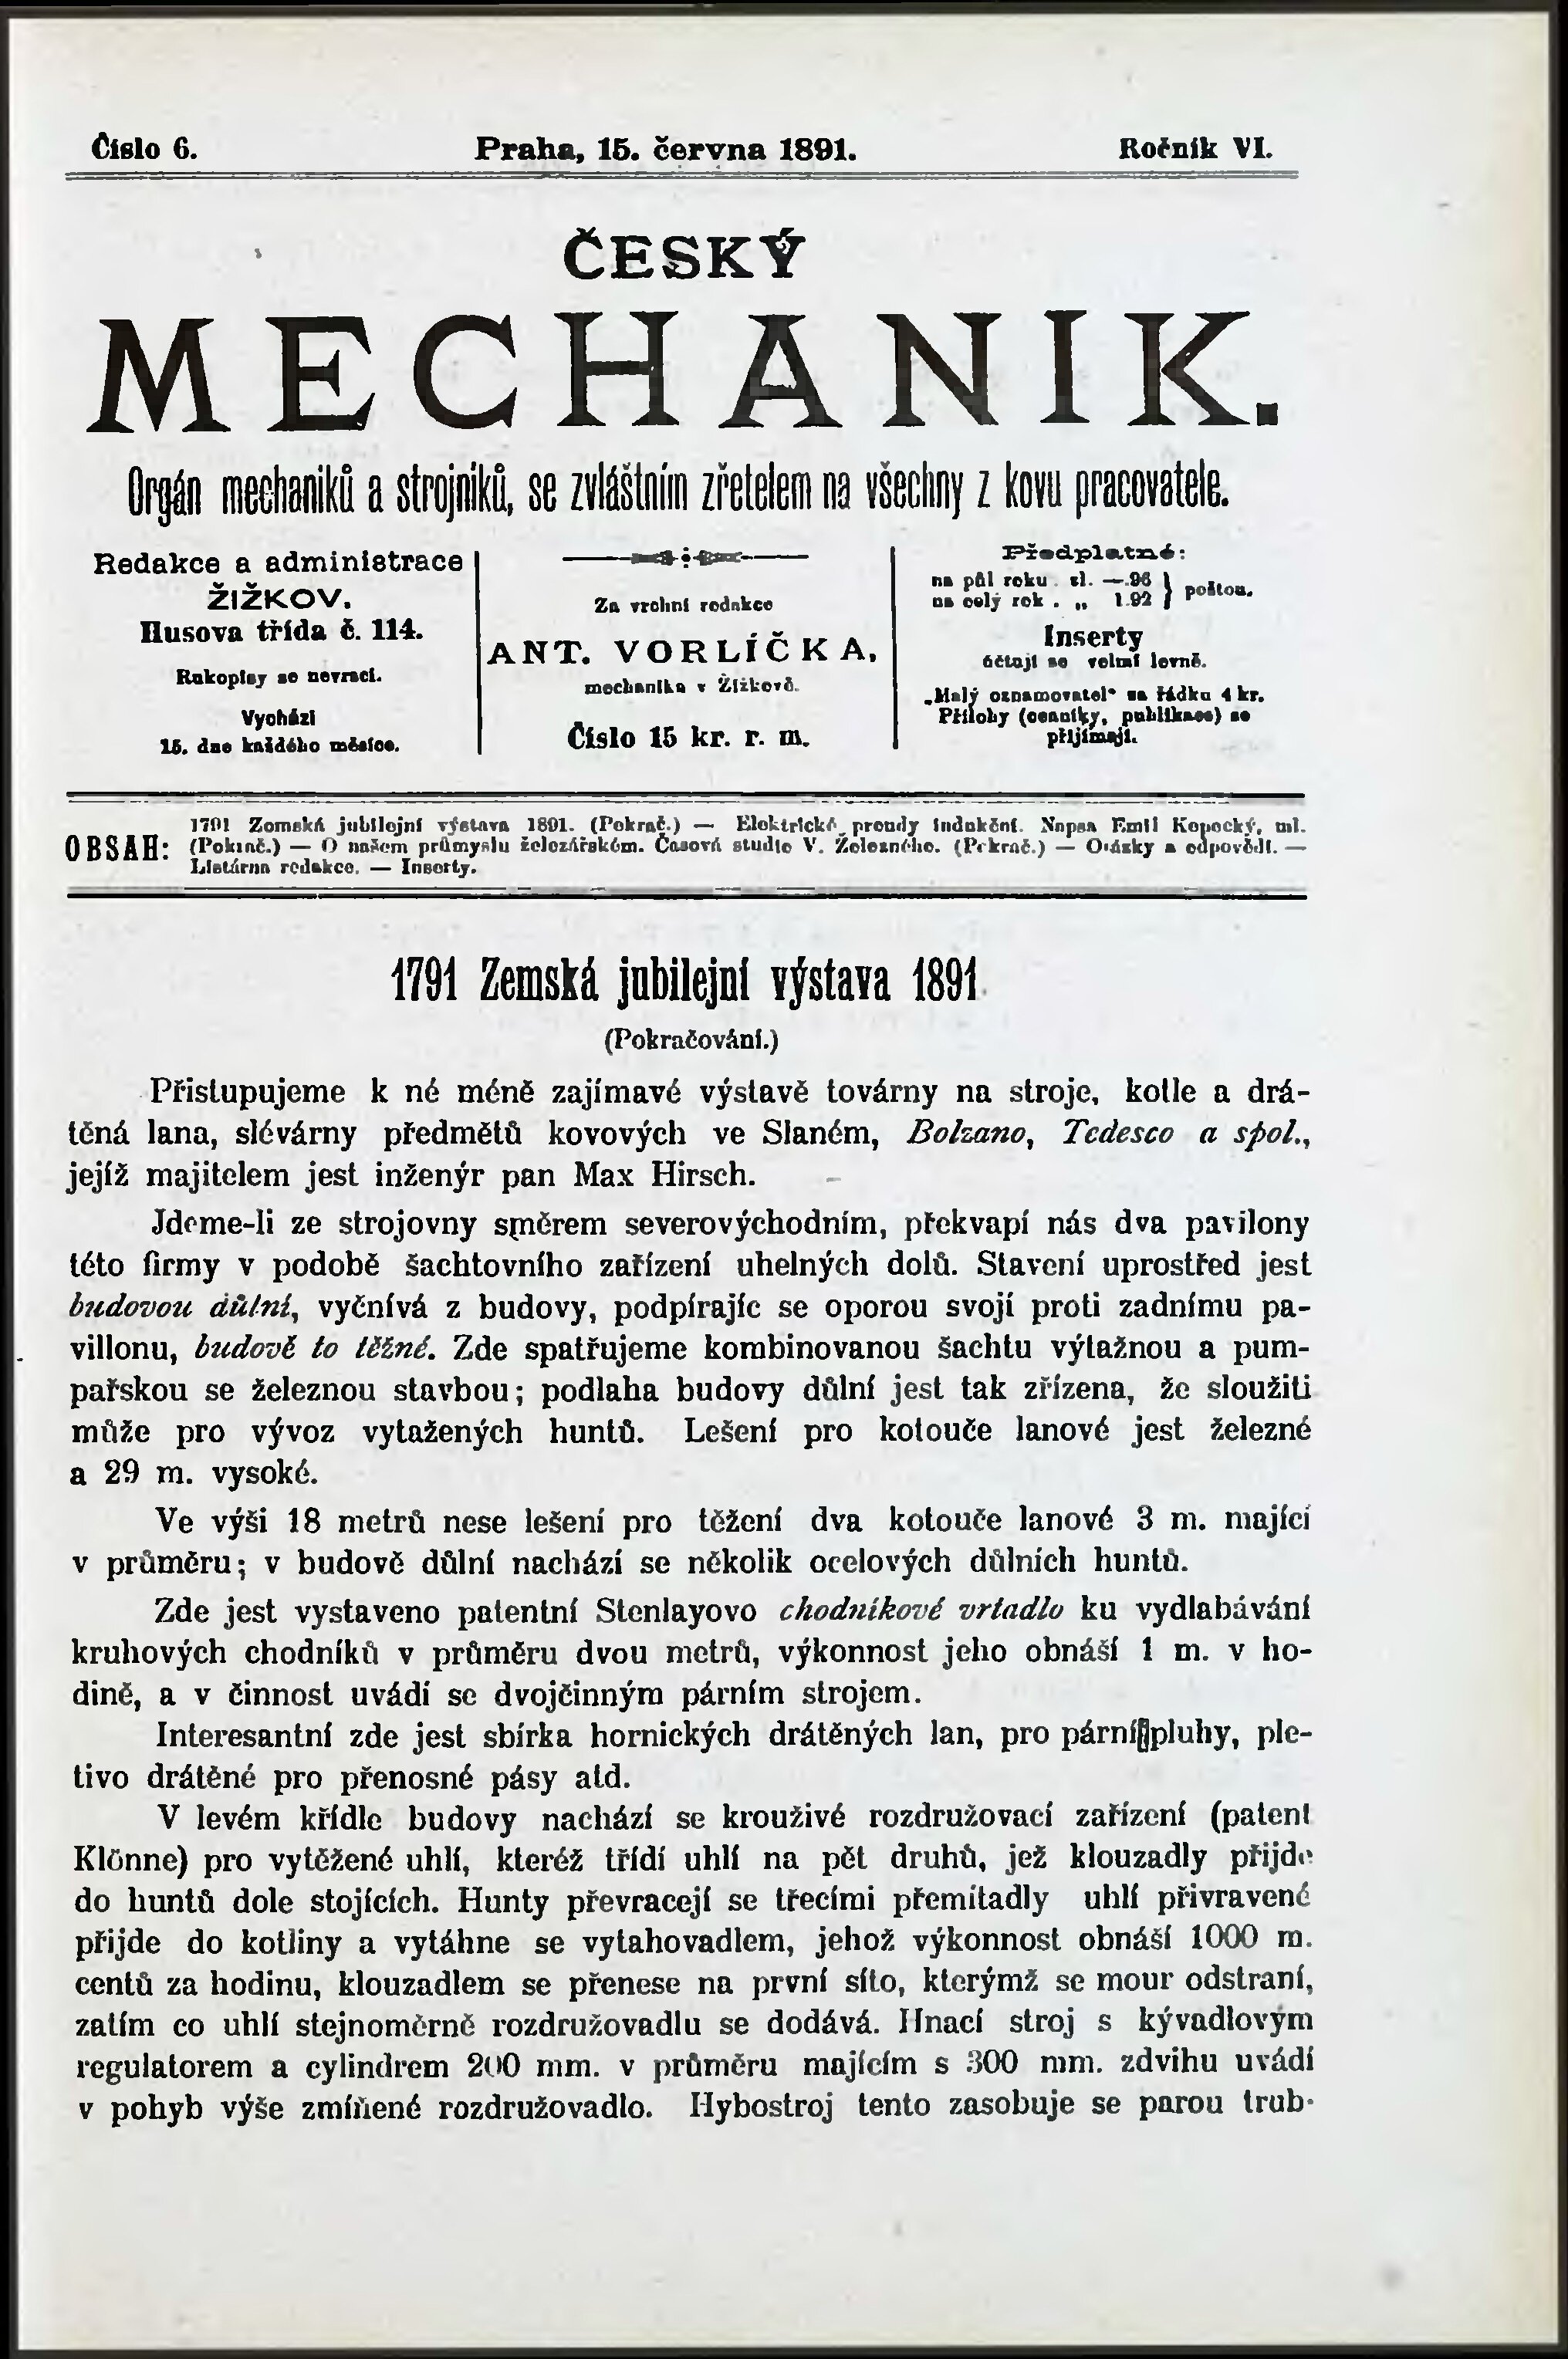 Číslo 6. Praha, 15. června 1891. Ročník VI.
ČESKÝ
MECHANIK.
Orgán mechaniků a strojníků, se zvláštním zřetelem na všechny z kovu pracovatele.
Redakce a administrace
ŽIŽKOV.
Husova třída č. 114.
Rukopisy se nevrací.
Vychází
15. dne každého měsíce.
Za vrchní redakce
ANT. VORLÍČKA,
mechanika v Žižkově.
Číslo 15 kr. r. m.
Předplatné:
na půl roku . zl. —.96
na celý rok . „ 1.92
poštou.
Inserty
účtují se velmi levně.
„Malý oznamovatel“ za řádku 4 kr.
Přílohy (cenníky, publikace) se
přijímají.
OBSAH:
1791 Zemská jubilejní výstava 1891. (Pokrač.) — Elektrické proudy indukční. Napsa Emil Kopecký, ml.
(Pokrač.) — O našem průmyslu železářském. Časová studie V. Železného. (Pokrač.) — Otázky a odpovědi. —
Listárna redakce. — Inserty.
1791 Zemská jubilejní výstava 1891
(Pokračování.)
Přistupujeme k né méně zajímavé výstavě továrny na stroje, kotle a drá-
těná lana, slévárny předmětů kovových ve Slaném, Bolzano, Tedesco a spol.,
jejíž majitelem jest inženýr pan Max Hirsch.
Jdeme-li ze strojovny směrem severovýchodním, překvapí nás dva pavilony
této firmy v podobě šachtovního zařízení uhelných dolů. Stavení uprostřed jest
budovou důlní, vyčnívá z budovy, podpírajíc se oporou svojí proti zadnímu pa-
villonu, budově to těžné. Zde spatřujeme kombinovanou šachtu výtažnou a pum-
pařskou se železnou stavbou; podlaha budovy důlní jest tak zřízena, že sloužiti
může pro vývoz vytažených huntů. Lešení pro kotouče lanové jest železné
a 29 m. vysoké.
Ve výši 18 metrů nese lešení pro těžení dva kotouče lanové 3 m. mající
v průměru; v budově důlní nachází se několik ocelových důlních huntů.
Zde jest vystaveno patentní Stenlayovo chodníkové vrtadlo ku vydlabávání
kruhových chodníků v průměru dvou metrů, výkonnost jeho obnáší 1 m. v ho-
dině, a v činnost uvádí se dvojčinným párním strojem.
Interesantní zde jest sbírka hornických drátěných lan, pro pární pluhy, ple-
tivo drátěné pro přenosné pásy atd.
V levém křídle budovy nachází se krouživé rozdružovací zařízení (patent
Klönne) pro vytěžené uhlí, kteréž třídí uhlí na pět druhů, jež klouzadly přijde
do huntů dole stojících. Hunty převracejí se třecími přemitadly uhlí přivravené
přijde do kotliny a vytáhne se vytahovadlem, jehož výkonnost obnáší 1000 m.
centů za hodinu, klouzadlem se přenese na první síto, kterýmž se mour odstraní,
zatím co uhlí stejnoměrně rozdružovadlu se dodává. Hnací stroj s kývadlovým
regulatorem a cylindrem 200 mm. v průměru majícím s 300 mm. zdvihu uvádí
v pohyb výše zmíněné rozdružovadlo. Hybostroj tento zasobuje se parou trub-